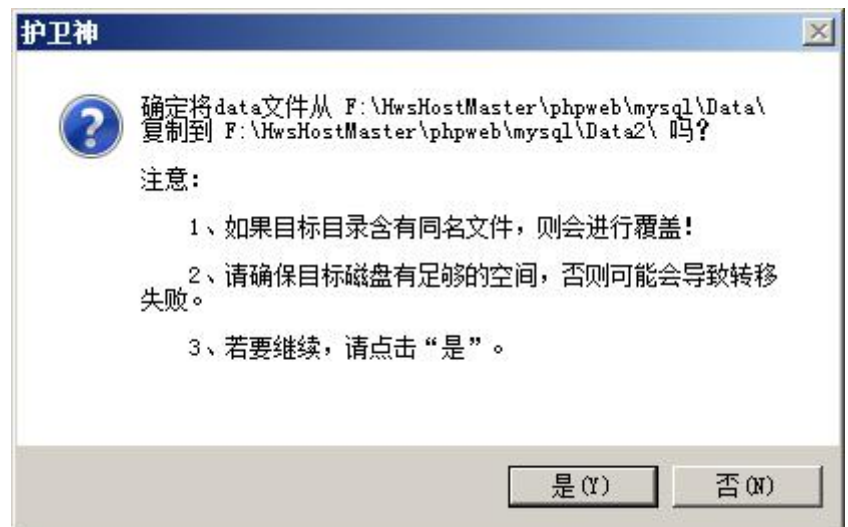 护卫神
确定将data文件从 F:\HwsHostMaster\phpweb\mysql\Data\
复制到 F:\HwsHostMaster\phpweb\mysql\Data2\ 吗?
注意:
1、如果目标目录含有同名文件，则会进行覆盖!
2、请确保目标磁盘有足够的空间，否则可能会导致转移
失败。
3、若要继续，请点击“是”。
是(Y)
否(N)